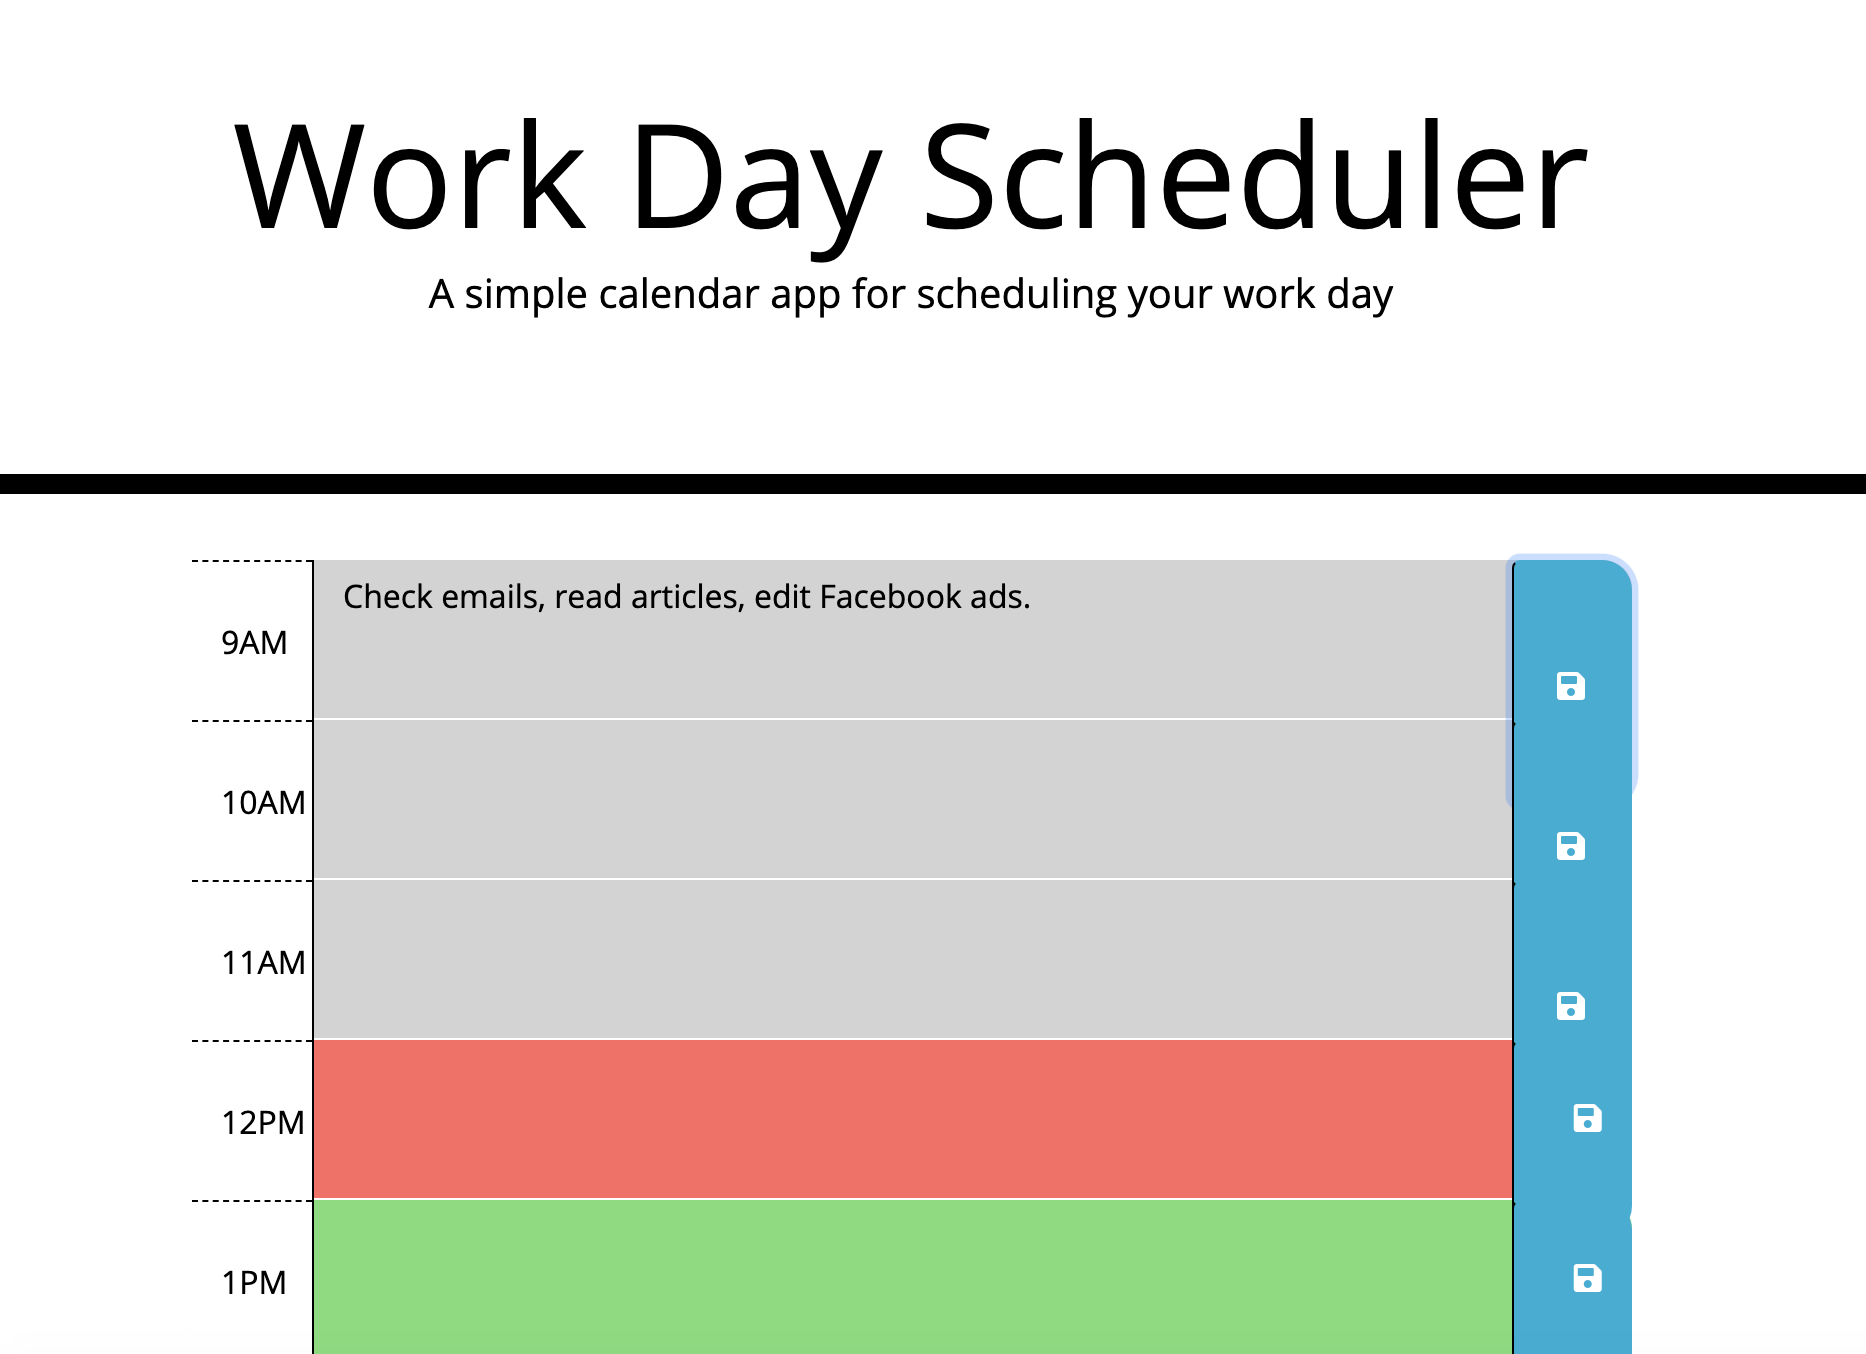 Work Day Scheduler
A simple calendar app for scheduling your work day
Check emails, read articles, edit Facebook ads.
9AM
10AM
11AM
12PM
1PM